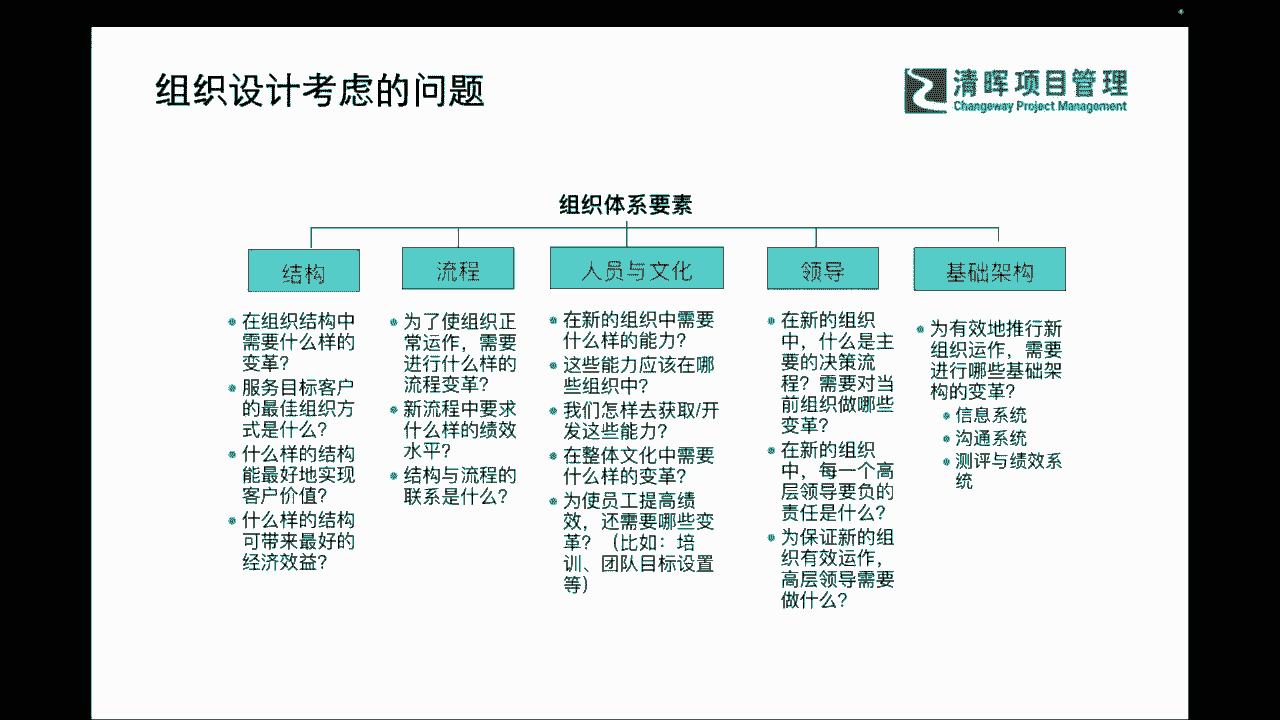 组织设计考虑的问题
清晖项目管理
Changeway Project Management
组织体系要素
结构
在组织结构中
需要什么样的
变革?
服务目标客户
的最佳组织方
式是什么?
什么样的结构
能最好地实现
客户价值?
什么样的结构
可带来最好的
经济效益?
流程
为了使组织正
常运作，需要
进行什么样的
流程变革?
新流程中要求
什么样的绩效
水平?
结构与流程的
联系是什么?
人员与文化
在新的组织中需要
什么样的能力?
这些能力应该在哪
些组织中?
我们怎样去获取/开
发这些能力?
在整体文化中需要
什么样的变革?
为使员工提高绩
效，还需要哪些变
革？（比如：培
训、团队目标设置
等）
领导
在新的组织
中，什么是主
要的决策流
程？需要对当
前组织做哪些
变革?
在新的组织
中，每一个高
层领导要负的
责任是什么?
为保证新的组
织有效运作，
高层领导需要
做什么?
基础架构
为有效地推行新
组织运作，需要
进行哪些基础架
构的变革?
信息系统
沟通系统
测评与绩效系
统